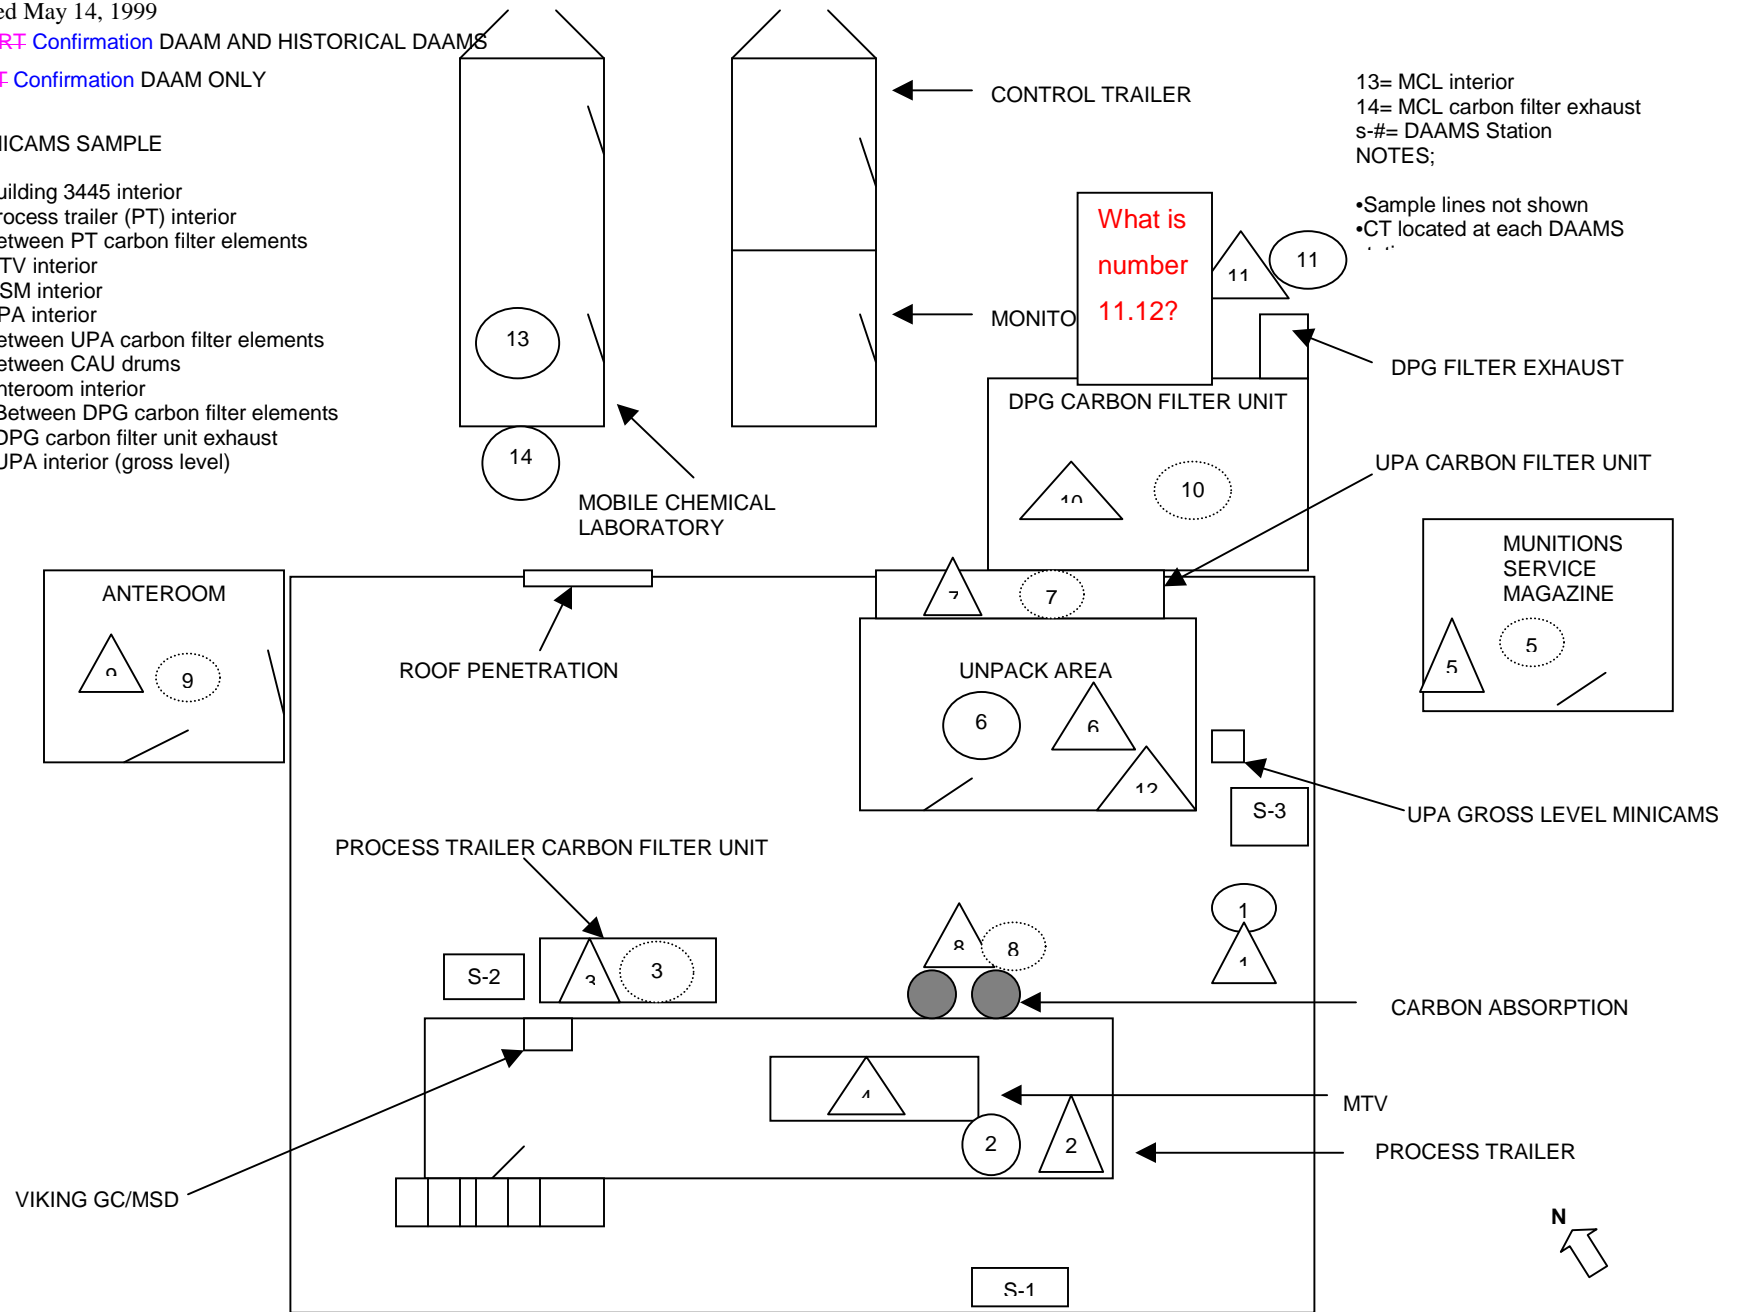 ed May 14, 1999
RT Confirmation DAAM AND HISTORICAL DAAMS
T Confirmation DAAM ONLY
NICAMS SAMPLE
uilding 3445 interior
rocess trailer (PT) interior
etween PT carbon filter elements
TV interior
SM interior
PA interior
etween UPA carbon filter elements
etween CAU drums
nteroom interior
Between DPG carbon filter elements
DPG carbon filter unit exhaust
UPA interior (gross level)
CONTROL TRAILER
13= MCL interior
14= MCL carbon filter exhaust
s-#= DAAMS Station
NOTES;
•Sample lines not shown
•CT located at each DAAMS
What is
number
11.12?
11
11
MONITO
13
DPG FILTER EXHAUST
DPG CARBON FILTER UNIT
14
UPA CARBON FILTER UNIT
10
10
MOBILE CHEMICAL
LABORATORY
MUNITIONS
SERVICE
MAGAZINE
5
5
ANTEROOM
9
9
7
7
ROOF PENETRATION
UNPACK AREA
6
6
12
S-3
UPA GROSS LEVEL MINICAMS
PROCESS TRAILER CARBON FILTER UNIT
1
1
8
8
S-2
3
3
CARBON ABSORPTION
4
MTV
2
2
PROCESS TRAILER
VIKING GC/MSD
N
S-1